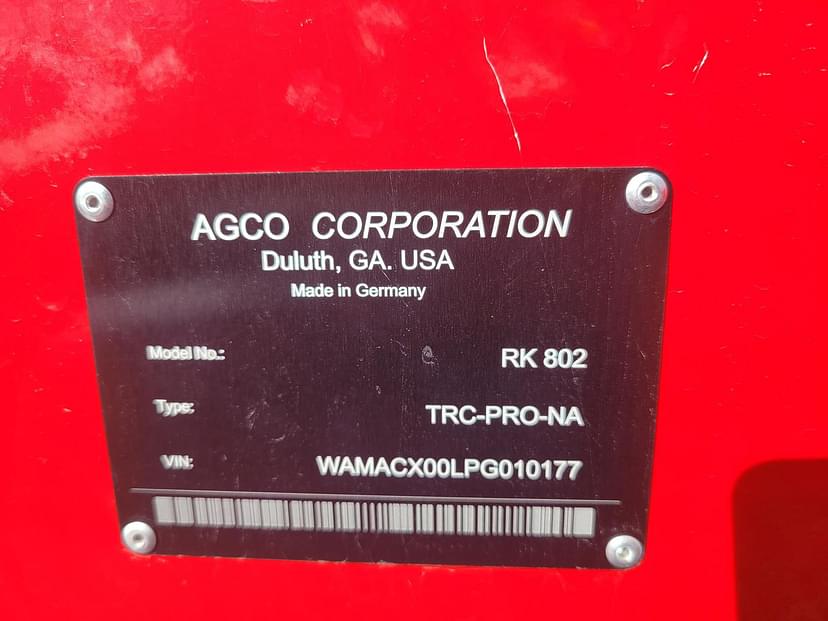 AGCO CORPORATION
Duluth, GA. USA
Made in Germany
Model No.: RK 802
Type: TRC-PRO-NA
VIN: WAMACX00LPG010177